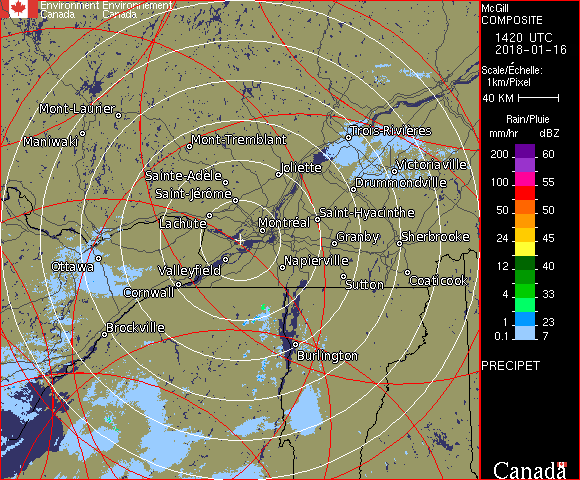 Environment Environnement
Canada Canada
McGill
COMPOSITE
1420 UTC
2018-01-16
Scale/Échelle:
1km/Pixel
40 KM
Rain/Pluie
mm/hr dBZ
200 60
155
100 55
50 50
24 45
12 40
8 33
4 30
1 23
0.1 7
PRECIPET
Canada
Mont-Laurier
Maniwaki
Mont-Tremblant
Trois-Rivières
Victoriaville
Sainte-Adèle
Joliette
Drummondville
Saint-Jérôme
Lachute
Montréal
Saint-Hyacinthe
Granby
Sherbrooke
Ottawa
Valleyfield
Napierville
Cornwall
Sutton
Coaticook
Brockville
Burlington